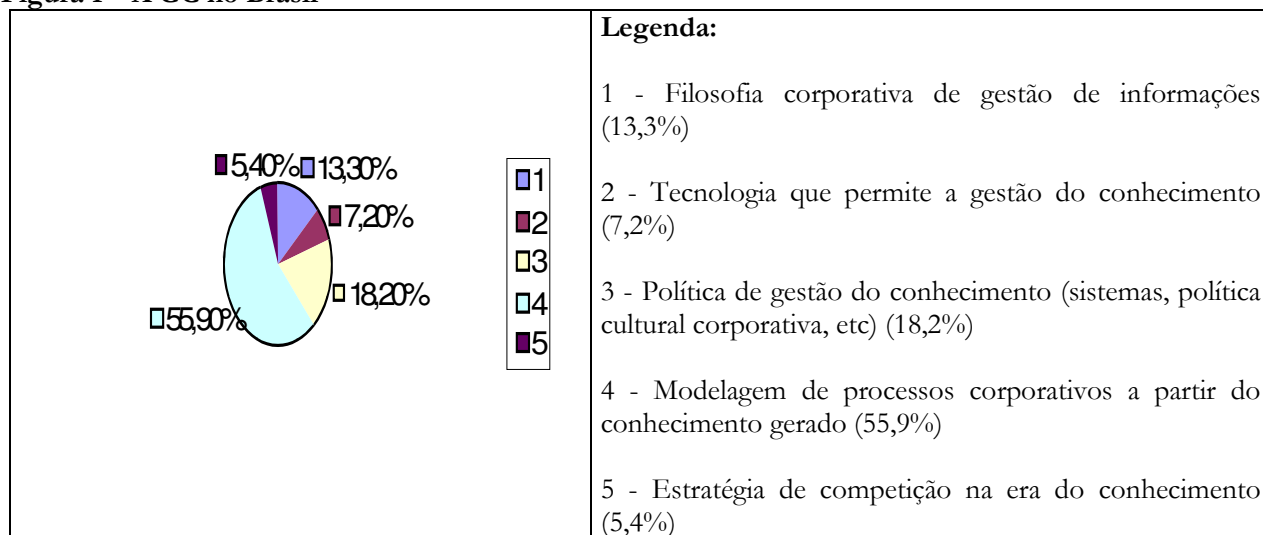 Legenda:
1 - Filosofia corporativa de gestão de informações
(13,3%)
2 - Tecnologia que permite a gestão do conhecimento
(7,2%)
3 - Política de gestão do conhecimento (sistemas, política
cultural corporativa, etc) (18,2%)
4 - Modelagem de processos corporativos a partir do
conhecimento gerado (55,9%)
5 - Estratégia de competição na era do conhecimento
(5,4%)
5,40% 13,30%
7,20%
18,20%
55,90%
1
2
3
4
5